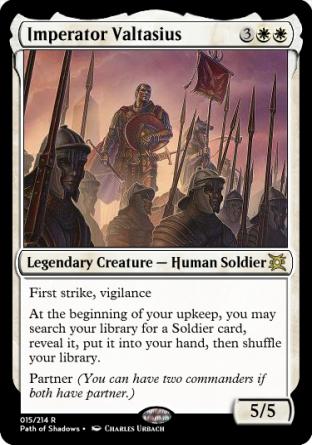 Imperator Valtasius 3
Legendary Creature — Human Soldier
First strike, vigilance
At the beginning of your upkeep, you may
search your library for a Soldier card,
reveal it, put it into your hand, then shuffle
your library.
Partner (You can have two commanders if
both have partner.)
5/5
015/214 R
Path of Shadows • Charles Urbach